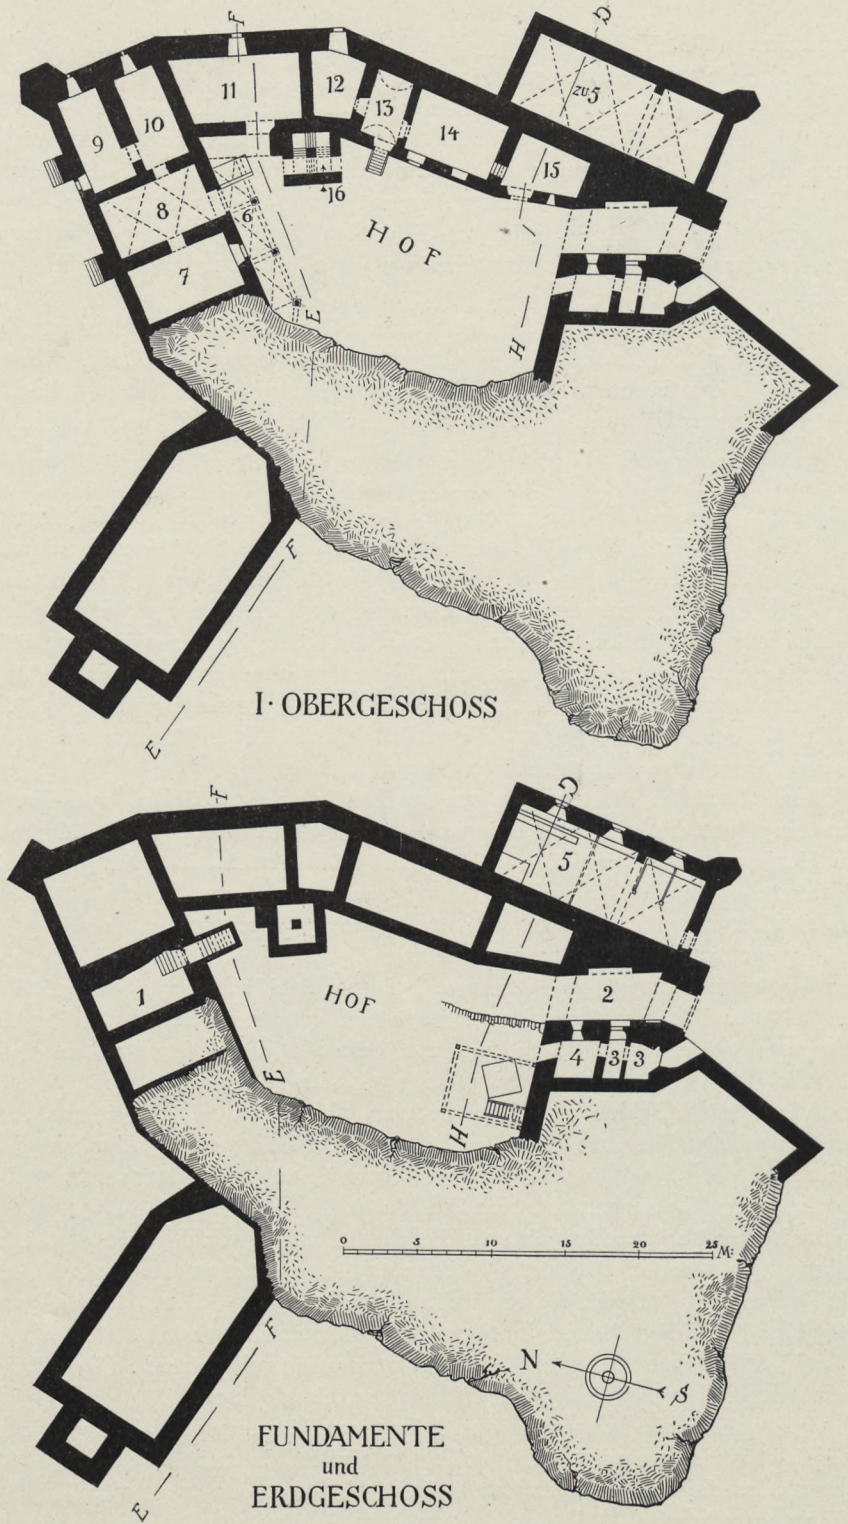 F
G
11
12
ZU 5
13
10
9
14
15
16
8
6
HOF
7
E
H
F
I · OBERGESCHOSS
E
F
G
5
1
HOF
2
4
3
3
E
H
0 5 10 15 20 25 M:
N
S
F
FUNDAMENTE
und
ERDGESCHOSS
E